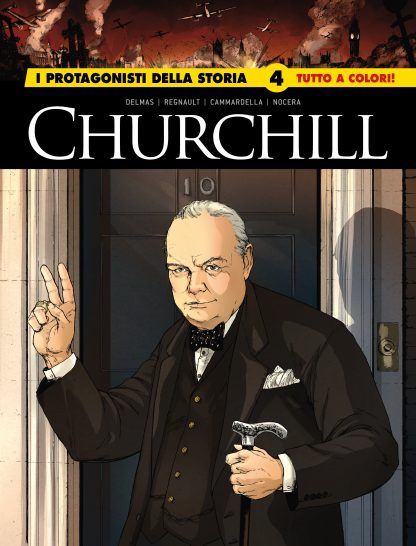 I PROTAGONISTI DELLA STORIA 4 TUTTO A COLORI!
DELMAS | REGNAULT | CAMMARDELLA | NOCERA
CHURCHILL
10